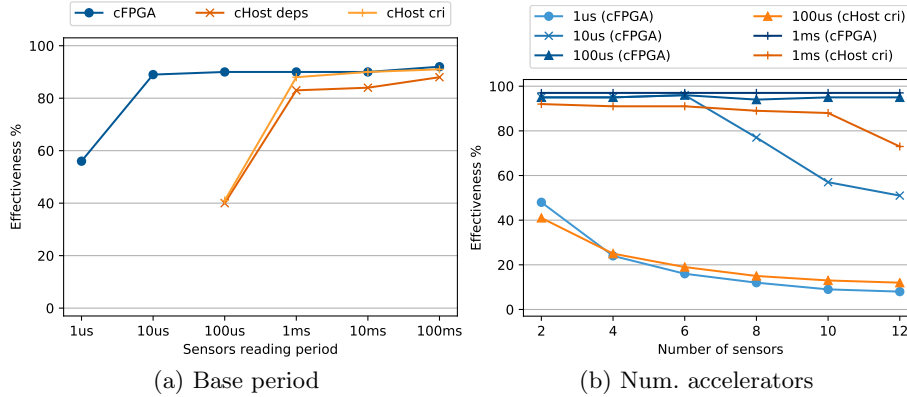 cFPGA cHost deps cHost cri
100
80
60
40
20
0
Effectiveness %
1us 10us 100us 1ms 10ms 100ms
Sensors reading period
(a) Base period
1us (cFPGA) 100us (cHost cri)
10us (cFPGA) 1ms (cFPGA)
100us (cFPGA) 1ms (cHost cri)
100
80
60
40
20
0
Effectiveness %
2 4 6 8 10 12
Number of sensors
(b) Num. accelerators